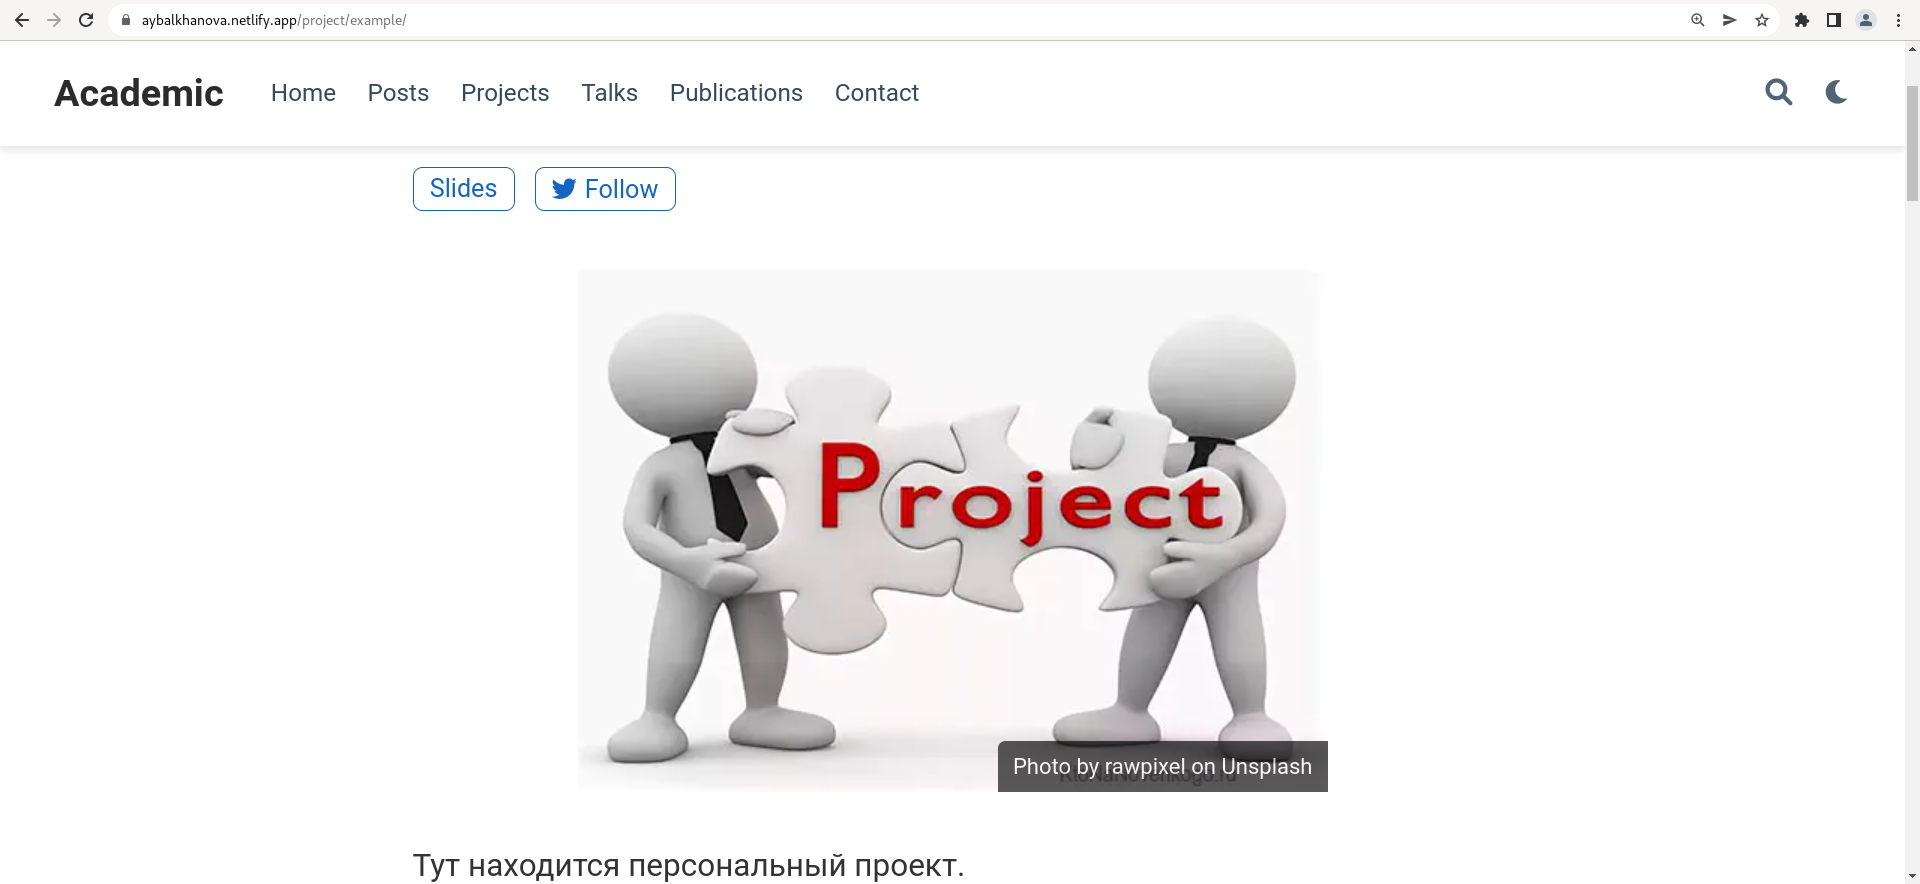 aybalkhanova.netlify.app/project/example/
Academic Home Posts Projects Talks Publications Contact
Slides Follow
Project
Photo by rawpixel on Unsplash
Тут находится персональный проект.